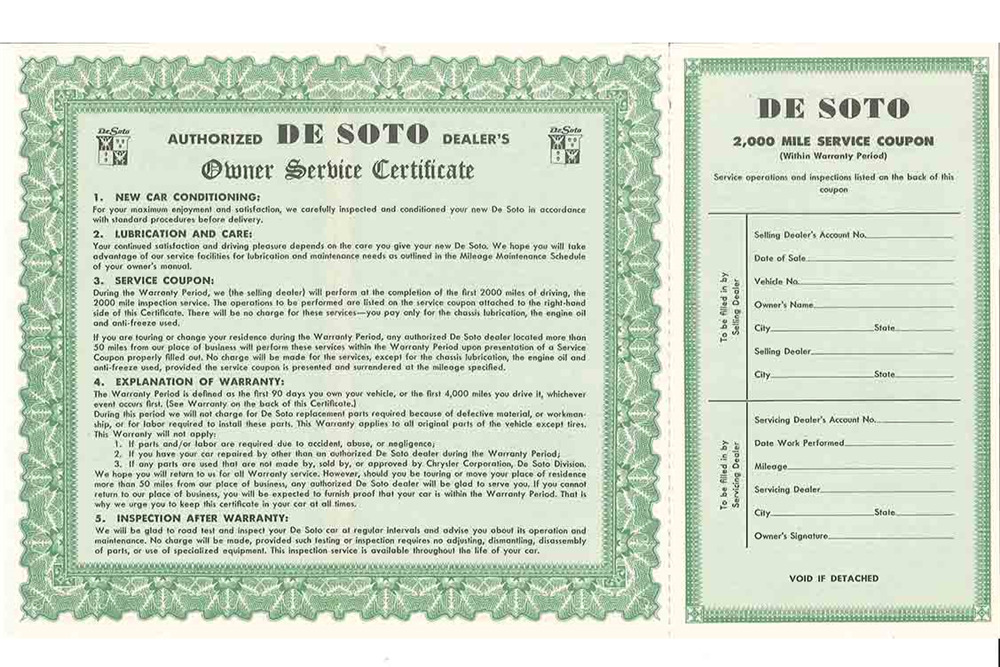 De Soto
De Soto
AUTHORIZED DE SOTO DEALER'S
Owner Service Certificate
1. NEW CAR CONDITIONING:
For your maximum enjoyment and satisfaction, we carefully inspected and conditioned your new De Soto in accordance
with standard procedures before delivery.
2. LUBRICATION AND CARE:
Your continued satisfaction and driving pleasure depends on the care you give your new De Soto. We hope you will take
advantage of our service facilities for lubrication and maintenance needs as outlined in the Mileage Maintenance Schedule
of your owner's manual.
3. SERVICE COUPON:
During the Warranty Period, we (the selling dealer) will perform at the completion of the first 2000 miles of driving, the
2000 mile inspection service. The operations to be performed are listed on the service coupon attached to the right-hand
side of this Certificate. There will be no charge for these services—you pay only for the chassis lubrication, the engine oil
and anti-freeze used.
If you are touring or change your residence during the Warranty Period, any authorized De Soto dealer located more than
50 miles from our place of business will perform these services within the Warranty Period upon presentation of a Service
Coupon properly filled out. No charge will be made for the services, except for the chassis lubrication, the engine oil and
anti-freeze used, provided the service coupon is presented and surrendered at the mileage specified.
4. EXPLANATION OF WARRANTY:
The Warranty Period is defined as the first 90 days you own your vehicle, or the first 4,000 miles you drive it, whichever
event occurs first. (See Warranty on the back of this Certificate.)
During this period we will not charge for De Soto replacement parts required because of defective material, or workman-
ship, or for labor required to install these parts. This Warranty applies to all original parts of the vehicle except tires.
This Warranty will not apply:
1. If parts and/or labor are required due to accident, abuse, or negligence;
2. If you have your car repaired by other than an authorized De Soto dealer during the Warranty Period;
3. If any parts are used that are not made by, sold by, or approved by Chrysler Corporation, De Soto Division.
We hope you will return to us for all Warranty service. However, should you be touring or move your place of residence
more than 50 miles from our place of business, any authorized De Soto dealer will be glad to serve you. If you cannot
return to our place of business, you will be expected to furnish proof that your car is within the Warranty Period. That is
why we urge you to keep this certificate in your car at all times.
5. INSPECTION AFTER WARRANTY:
We will be glad to road test and inspect your De Soto car at regular intervals and advise you about its operation and
maintenance. No charge will be made, provided such testing or inspection requires no adjusting, dismantling, disassembly
of parts, or use of specialized equipment. This inspection service is available throughout the life of your car.
DE SOTO
2,000 MILE SERVICE COUPON
(Within Warranty Period)
Service operations and inspections listed on the back of this
coupon
To be filled in by
Selling Dealer
Selling Dealer's Account No.
Date of Sale
Vehicle No.
Owner's Name
City State
Selling Dealer
City State
To be filled in by
Servicing Dealer
Servicing Dealer's Account No.
Date Work Performed
Mileage
Servicing Dealer
City State
Owner's Signature
VOID IF DETACHED